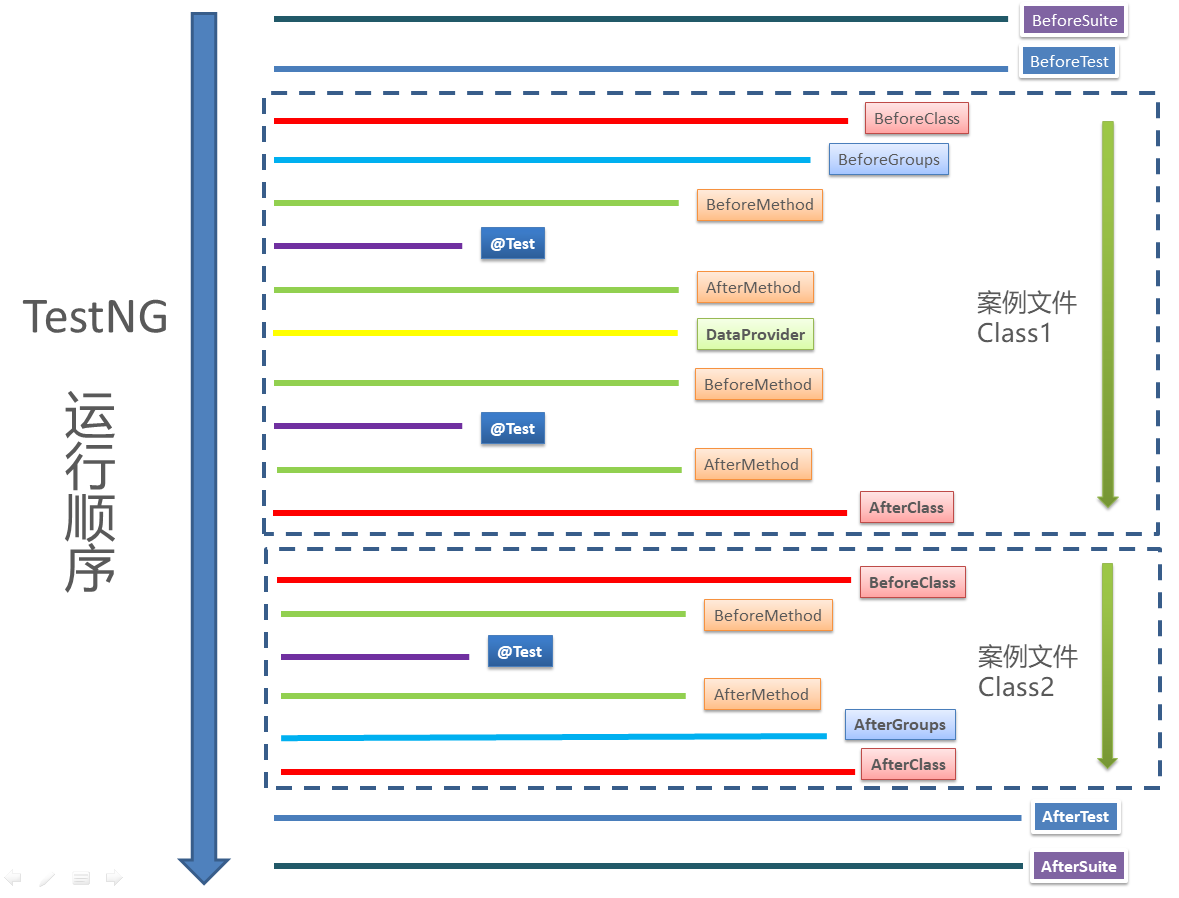 BeforeSuite
BeforeTest
BeforeClass
BeforeGroups
BeforeMethod
@Test
AfterMethod
DataProvider
BeforeMethod
@Test
AfterMethod
AfterClass
案例文件
Class1
TestNG
运行顺序
BeforeClass
BeforeMethod
@Test
AfterMethod
AfterGroups
AfterClass
案例文件
Class2
AfterTest
AfterSuite